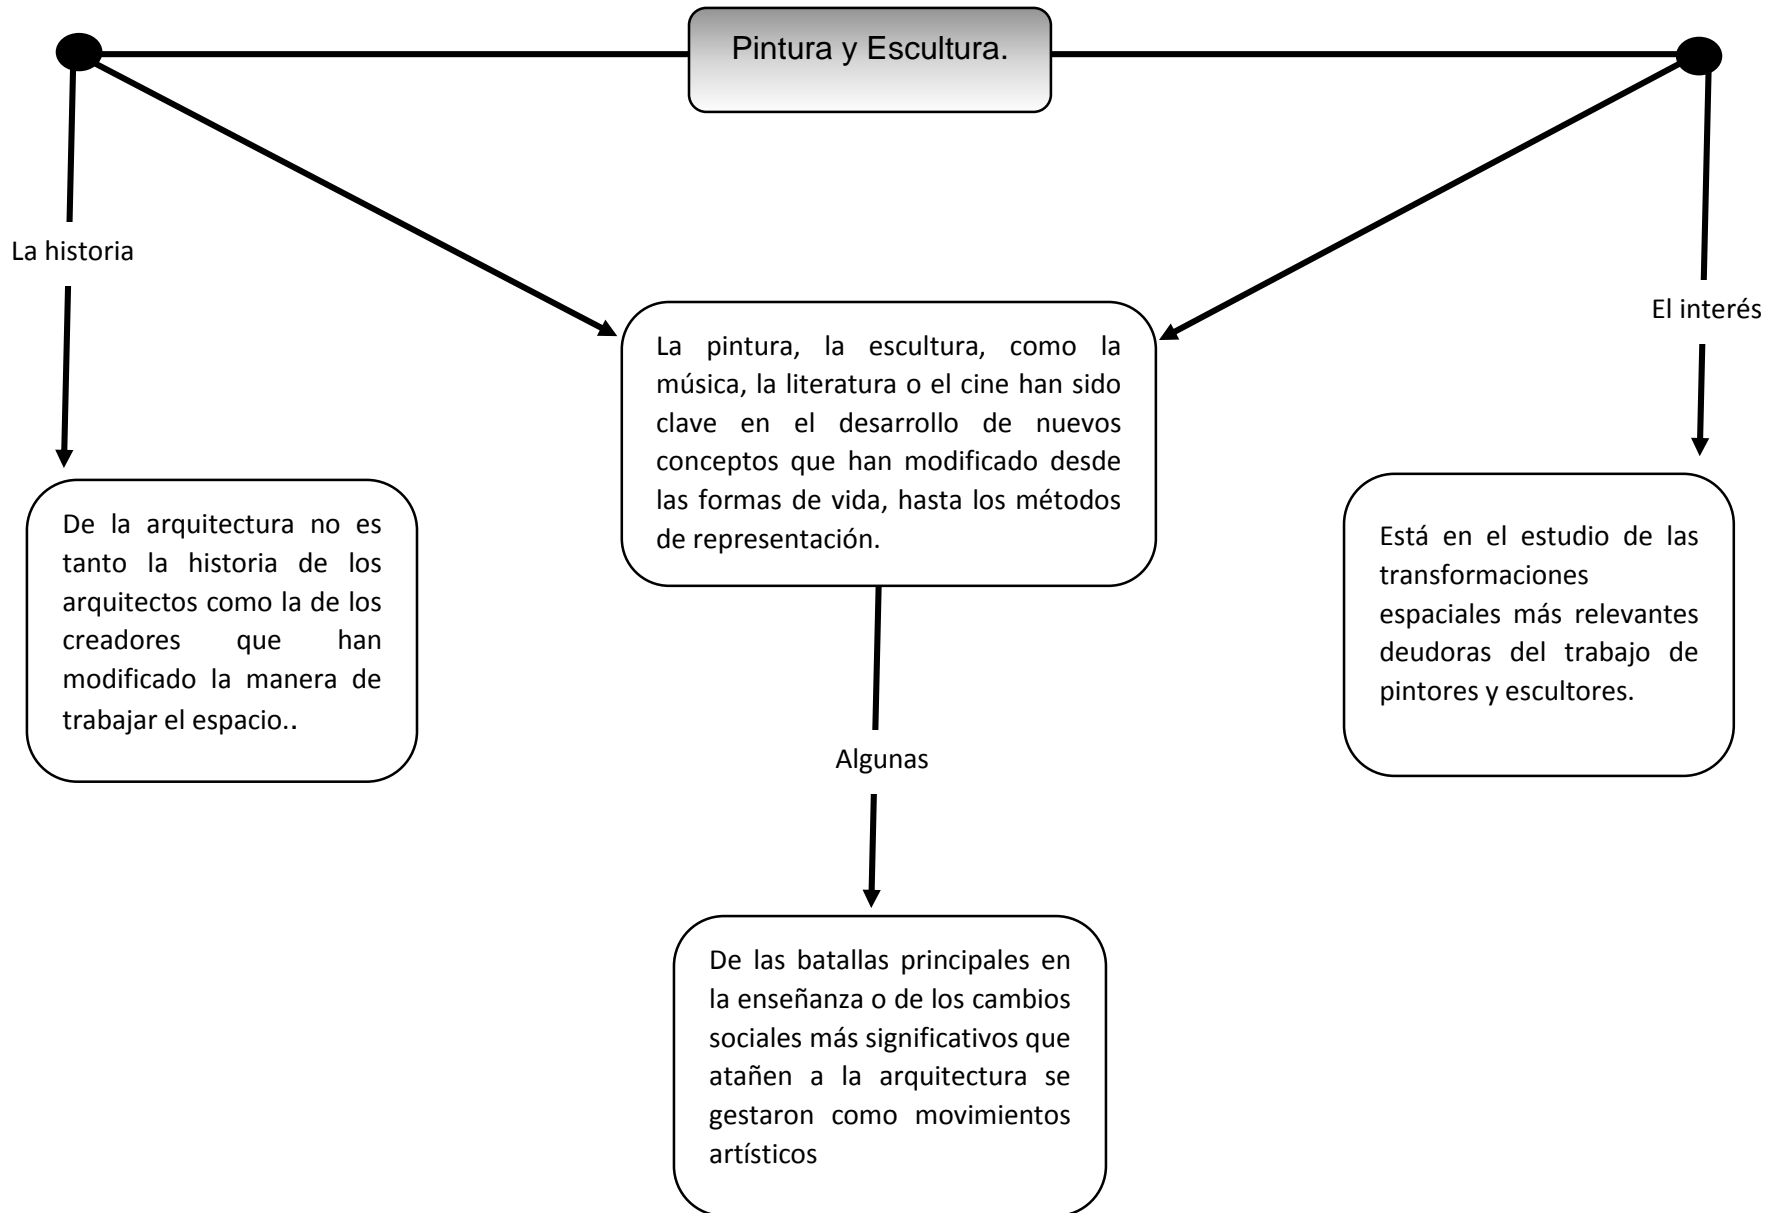 Pintura y Escultura.
La historia
De la arquitectura no es
tanto la historia de los
arquitectos como la de los
creadores que han
modificado la manera de
trabajar el espacio..
La pintura, la escultura, como la
música, la literatura o el cine han sido
clave en el desarrollo de nuevos
conceptos que han modificado desde
las formas de vida, hasta los métodos
de representación.
El interés
Está en el estudio de las
transformaciones
espaciales más relevantes
deudoras del trabajo de
pintores y escultores.
Algunas
De las batallas principales en
la enseñanza o de los cambios
sociales más significativos que
atañen a la arquitectura se
gestaron como movimientos
artísticos